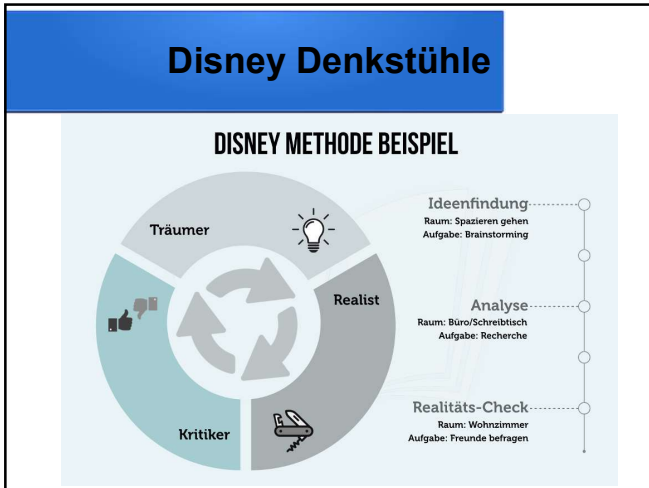 Disney Denkstühle
DISNEY METHODE BEISPIEL
Träumer
Realist
Kritiker
Ideenfindung
Raum: Spazieren gehen
Aufgabe: Brainstorming
Analyse
Raum: Büro/Schreibtisch
Aufgabe: Recherche
Realitäts-Check
Raum: Wohnzimmer
Aufgabe: Freunde befragen